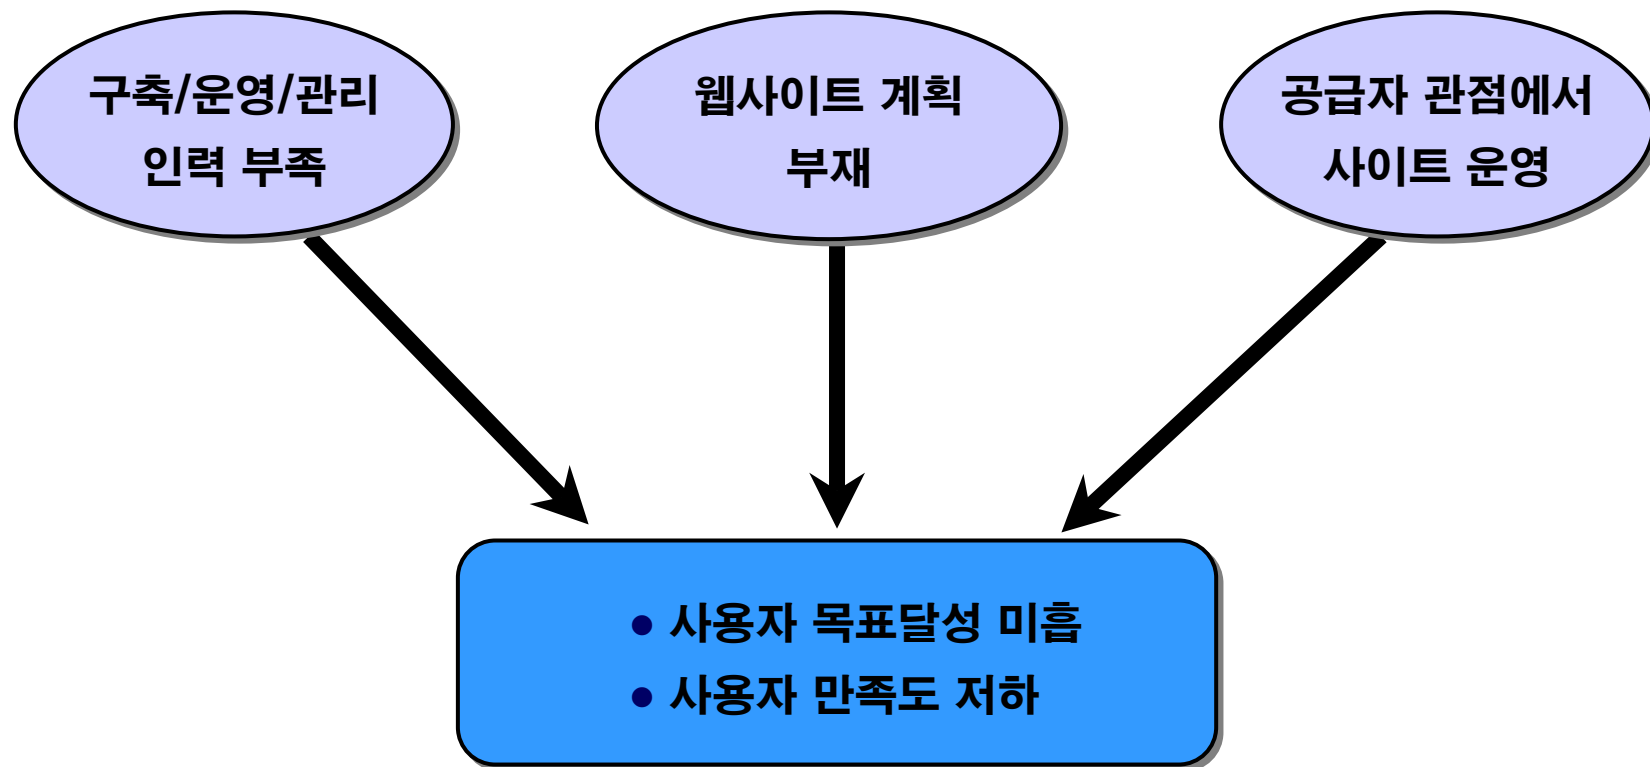 구축/운영/관리
인력 부족
웹사이트 계획
부재
공급자 관점에서
사이트 운영
● 사용자 목표달성 미흡
● 사용자 만족도 저하